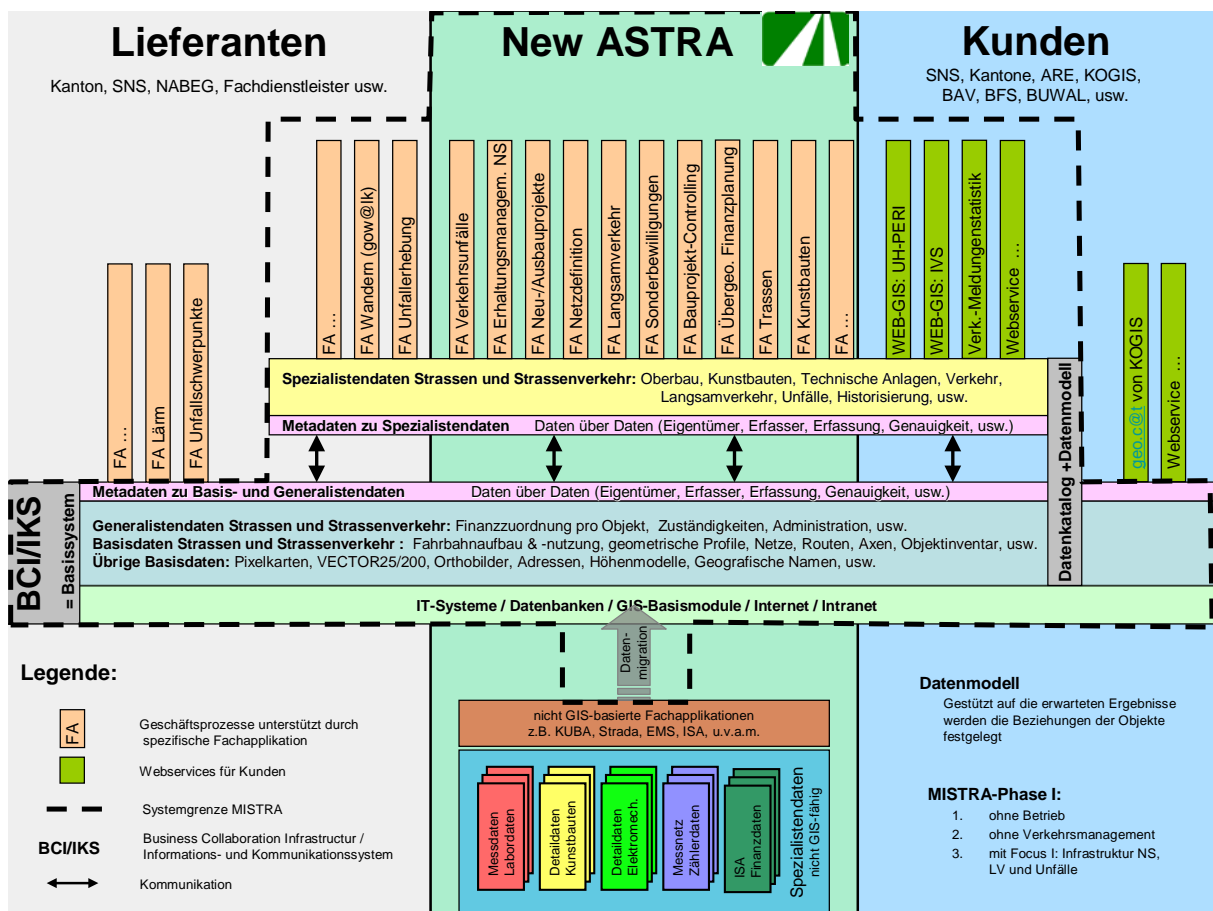 Lieferanten
Kanton, SNS, NABEG, Fachdienstleister usw.
New ASTRA
Kunden
SNS, Kantone, ARE, KOGIS,
BAV, BFS, BUWAL, usw.
FA ...
FA Lärm
FA Unfallschwerpunkte
FA ...
FA Wandern (gow@lk)
FA Unfallerhebung
FA Verkehrsunfälle
FA Erhaltungsmanagem. NS
FA Neu-/Ausbauprojekte
FA Netzdefinition
FA Langsamverkehr
FA Sonderbewilligungen
FA Bauprojekt-Controlling
FA Übergeo. Finanzplanung
FA Trassen
FA Kunstbauten
FA ...
WEB-GIS: UH-PERI
WEB-GIS: IVS
Verk.-Meldungenstatistik
Webservice ...
geo.c@t von KOGIS
Webservice ...
Spezialistendaten Strassen und Strassenverkehr: Oberbau, Kunstbauten, Technische Anlagen, Verkehr,
Langsamverkehr, Unfälle, Historisierung, usw.
Metadaten zu Spezialistendaten Daten über Daten (Eigentümer, Erfasser, Erfassung, Genauigkeit, usw.)
Datenkatalog +Datenmodell
BCI/IKS
= Basissystem
Metadaten zu Basis- und Generalistendaten Daten über Daten (Eigentümer, Erfasser, Erfassung, Genauigkeit, usw.)
Generalistendaten Strassen und Strassenverkehr: Finanzzuordnung pro Objekt, Zuständigkeiten, Administration, usw.
Basisdaten Strassen und Strassenverkehr : Fahrbahnaufbau & -nutzung, geometrische Profile, Netze, Routen, Axen, Objektinventar, usw.
Übrige Basisdaten: Pixelkarten, VECTOR25/200, Orthobilder, Adressen, Höhenmodelle, Geografische Namen, usw.
IT-Systeme / Datenbanken / GIS-Basismodule / Internet / Intranet
Daten-
migration
nicht GIS-basierte Fachapplikationen
z.B. KUBA, Strada, EMS, ISA, u.v.a.m.
Messdaten
Labordaten
Detaildaten
Kunstbauten
Detaildaten
Elektromech.
Messnetz
Zählerdaten
ISA
Finanzdaten
Spezialistendaten
nicht GIS-fähig
Legende:
FA
Geschäftsprozesse unterstützt durch
spezifische Fachapplikation
Webservices für Kunden
Systemgrenze MISTRA
BCI/IKS
Business Collaboration Infrastructur /
Informations- und Kommunikationssystem
Kommunikation
Datenmodell
Gestützt auf die erwarteten Ergebnisse
werden die Beziehungen der Objekte
festgelegt
MISTRA-Phase I:
1. ohne Betrieb
2. ohne Verkehrsmanagement
3. mit Focus I: Infrastruktur NS,
LV und Unfälle